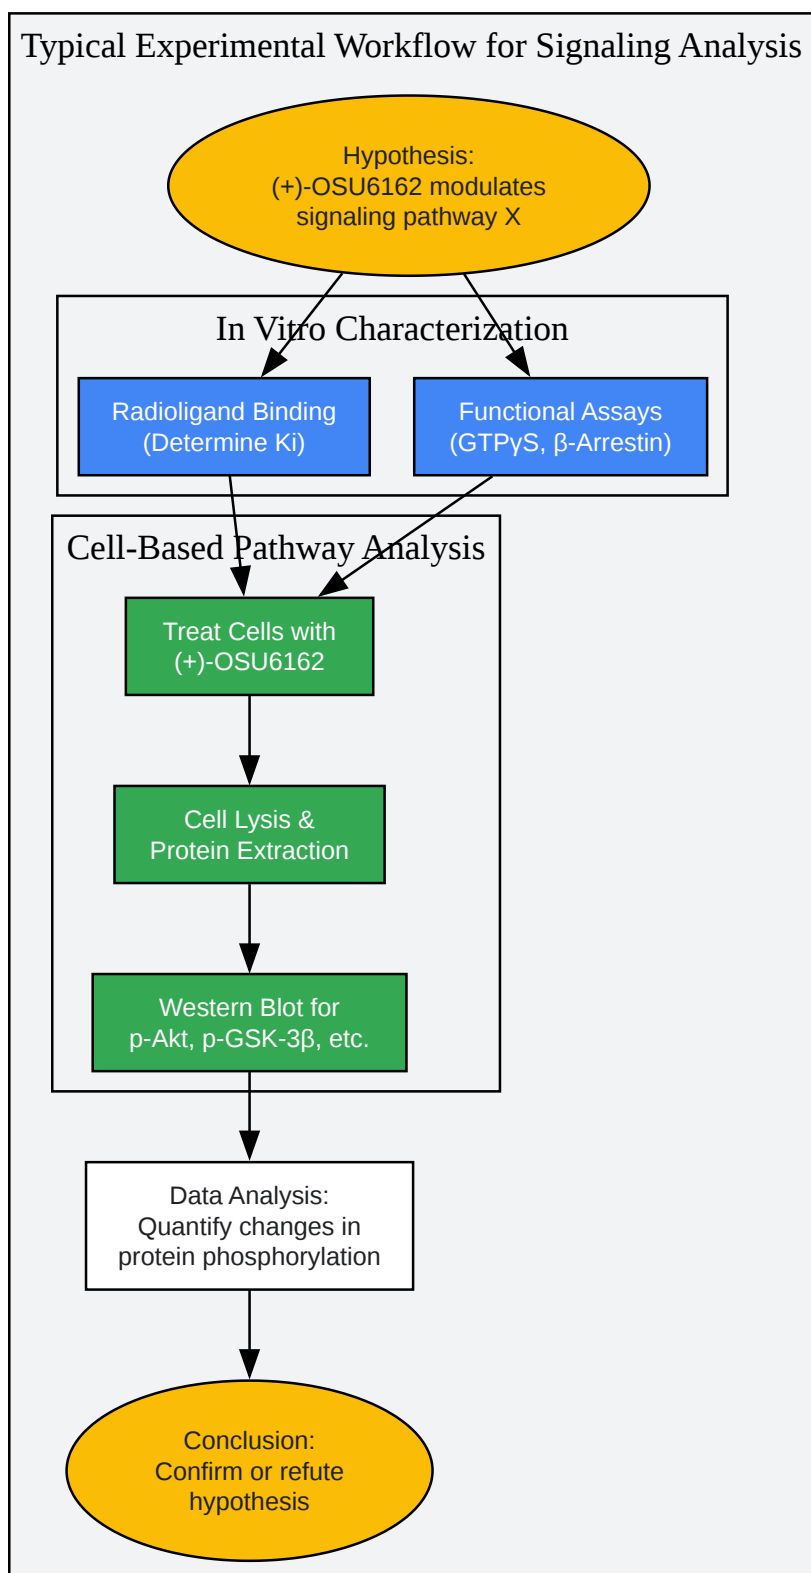 Typical Experimental Workflow for Signaling Analysis
Hypothesis:
(+)-OSU6162 modulates
signaling pathway X
In Vitro Characterization
Radioligand Binding
(Determine Ki)
Functional Assays
(GTPγS, β-Arrestin)
Cell-Based Pathway Analysis
Treat Cells with
(+)-OSU6162
Cell Lysis &
Protein Extraction
Western Blot for
p-Akt, p-GSK-3β, etc.
Data Analysis:
Quantify changes in
protein phosphorylation
Conclusion:
Confirm or refute
hypothesis